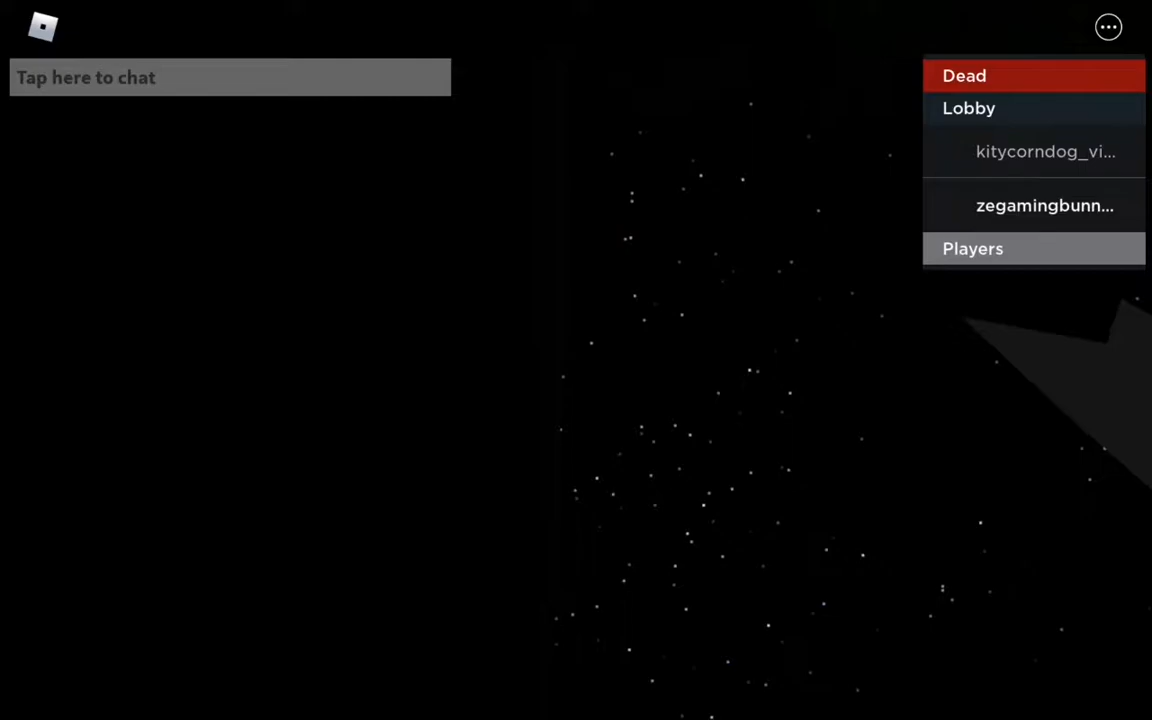 Tap here to chat
Dead
Lobby
kitycorndog_vi...
zegamingbunn...
Players